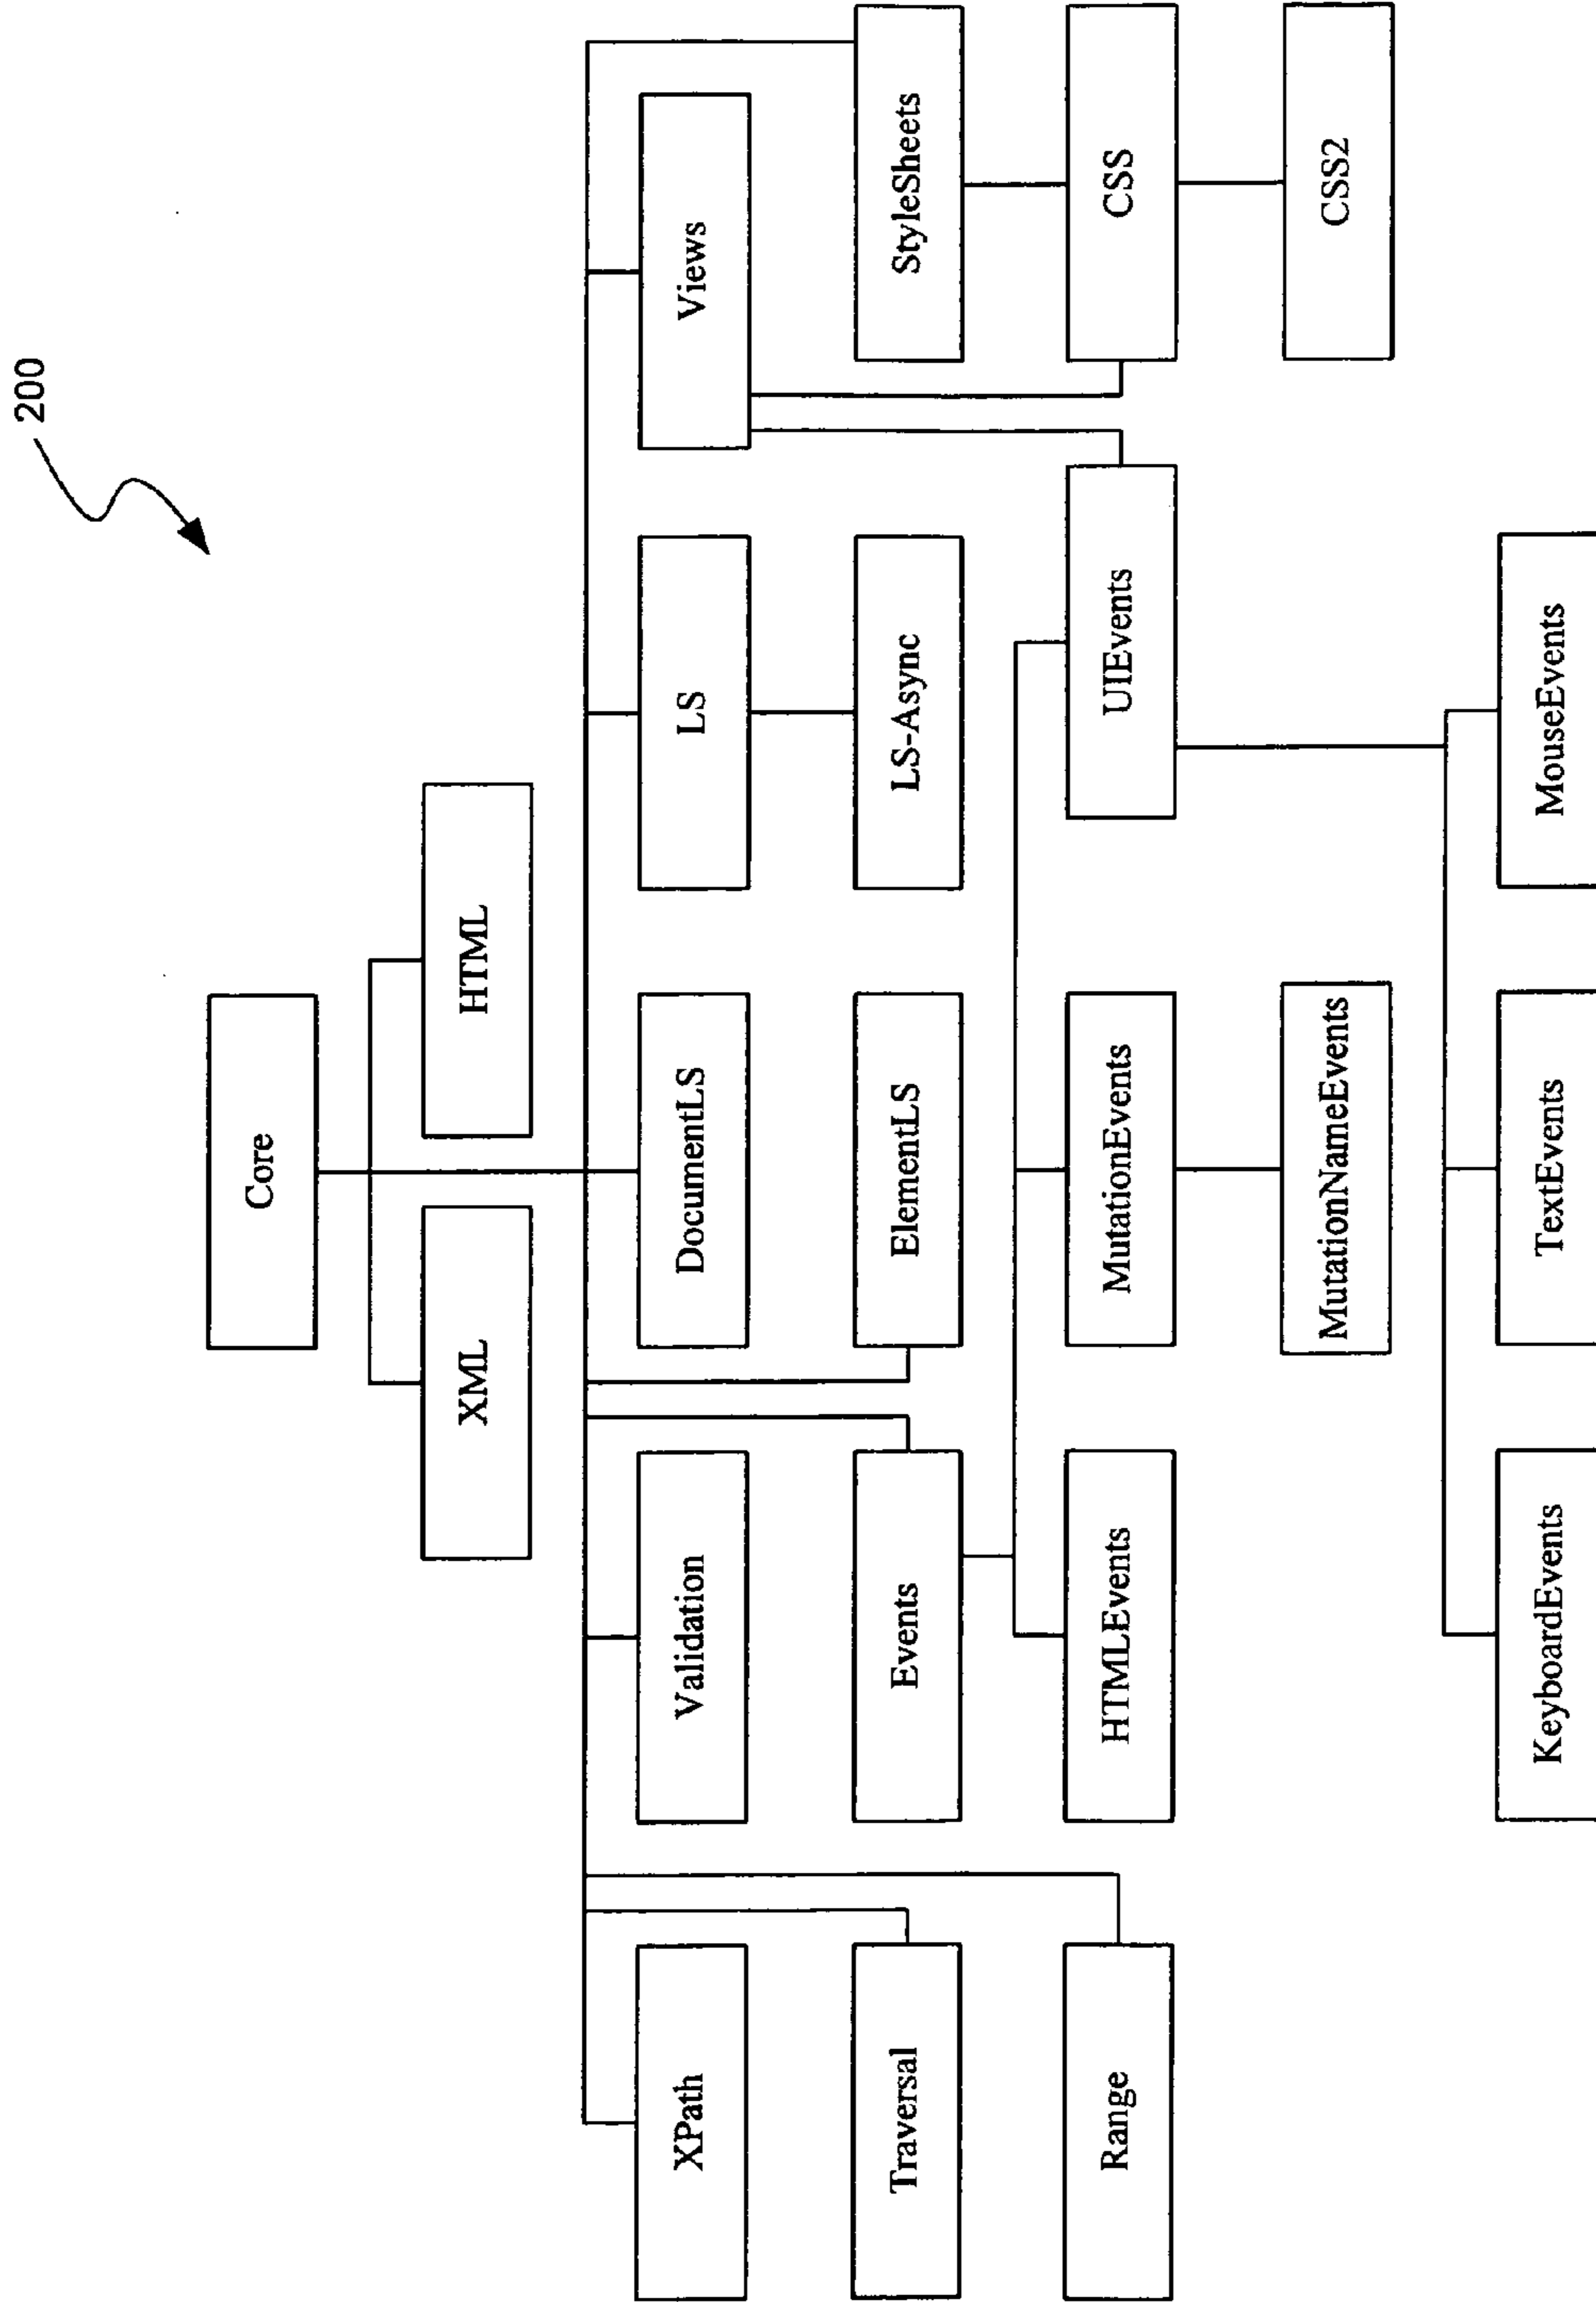 200
Core
XML
HTML
XPath
Validation
DocumentLS
LS
Views
Traversal
Events
ElementLS
LS-Async
StyleSheets
Range
HTMLEvents
MutationEvents
UIEvents
CSS
MutationNameEvents
CSS2
KeyboardEvents
TextEvents
MouseEvents